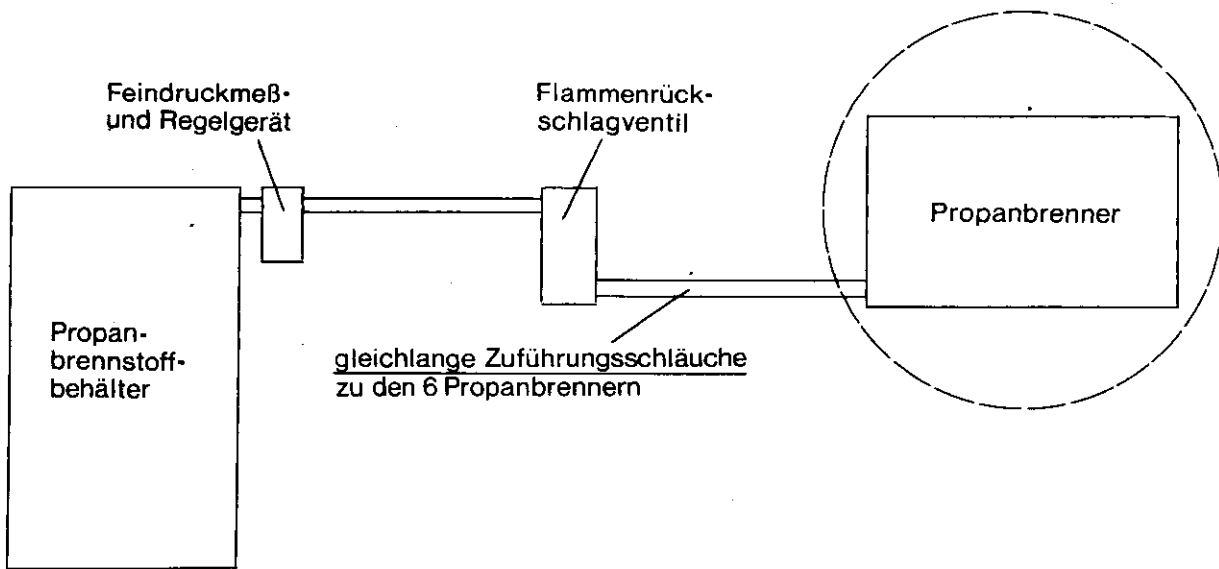 Feindruckmeß-
und Regelgerät
Flammenrück-
schlagventil
Propanbrenner
Propan-
brennstoff-
behälter
gleichlange Zuführungsschläuche
zu den 6 Propanbrennern